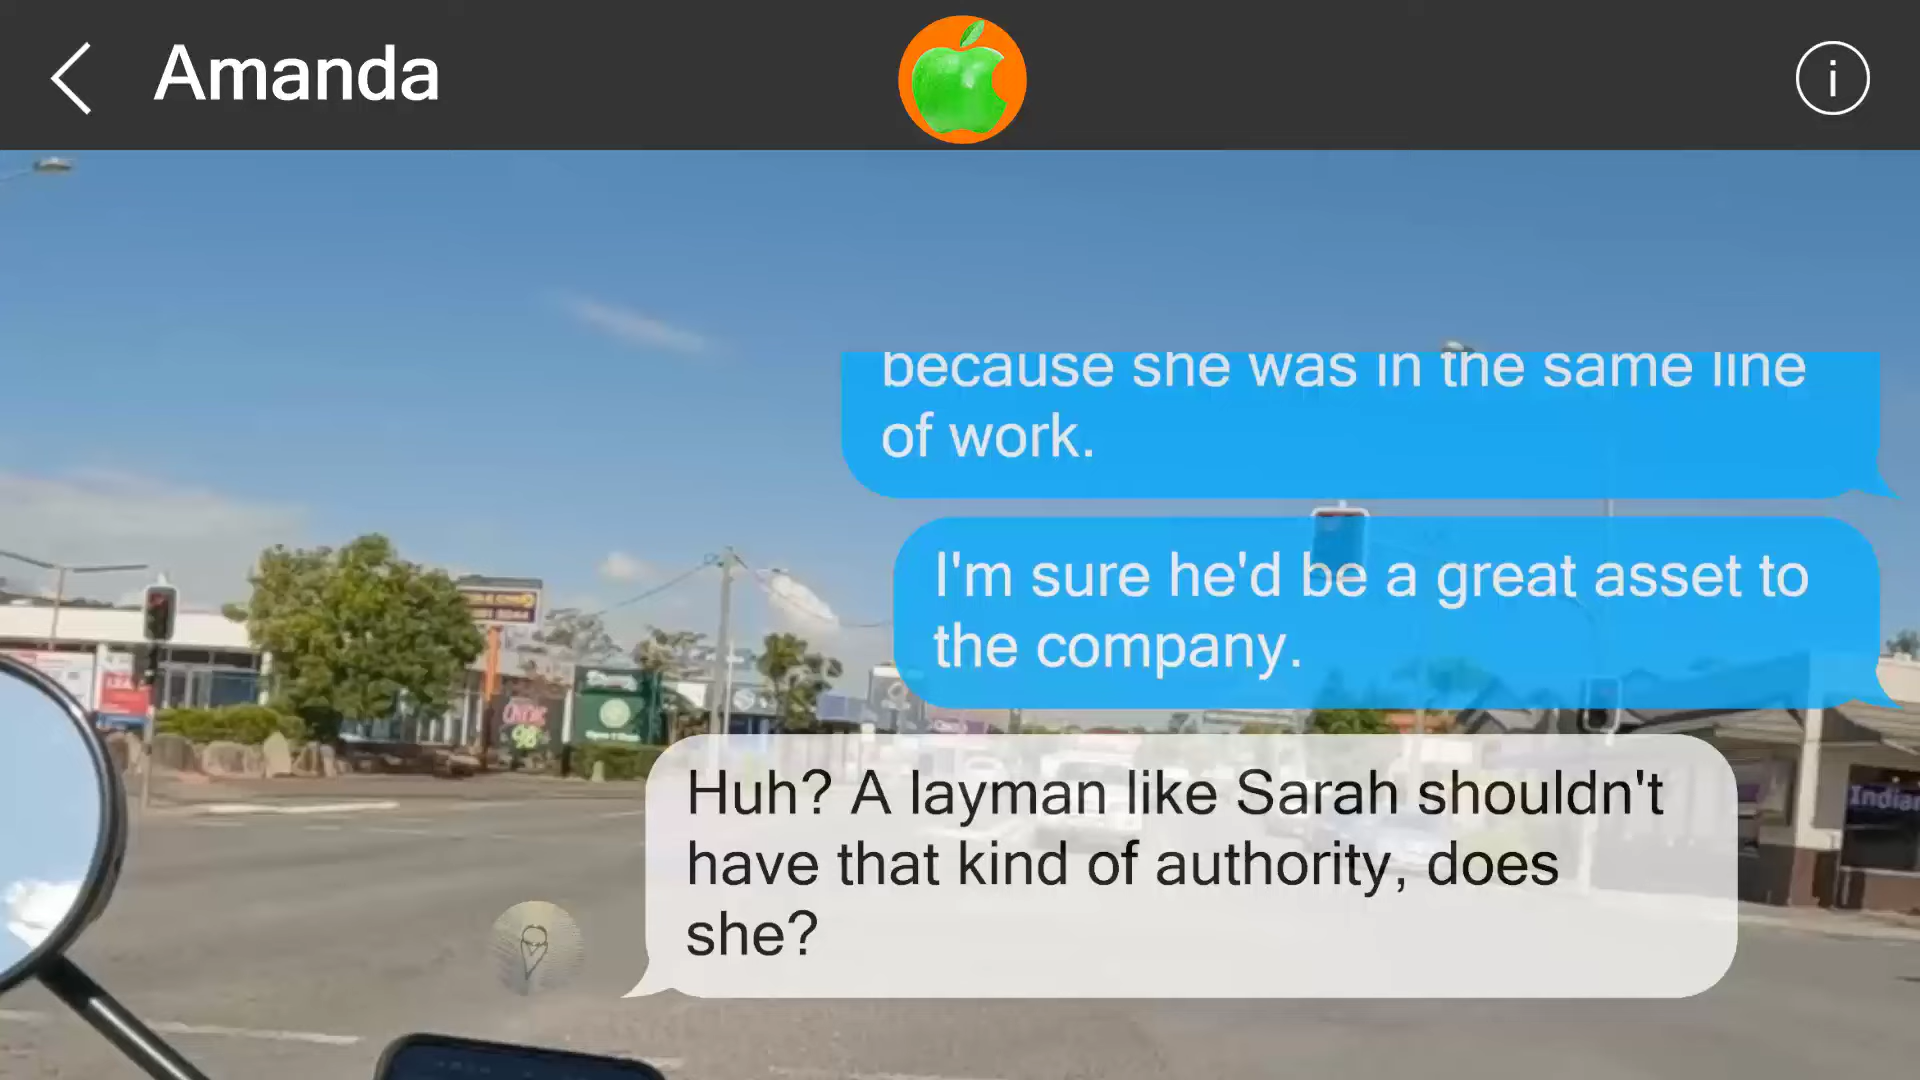 Amanda
i
because she was in the same line
of work.
I'm sure he'd be a great asset to
the company.
Huh? A layman like Sarah shouldn't
have that kind of authority, does
she?
Indian